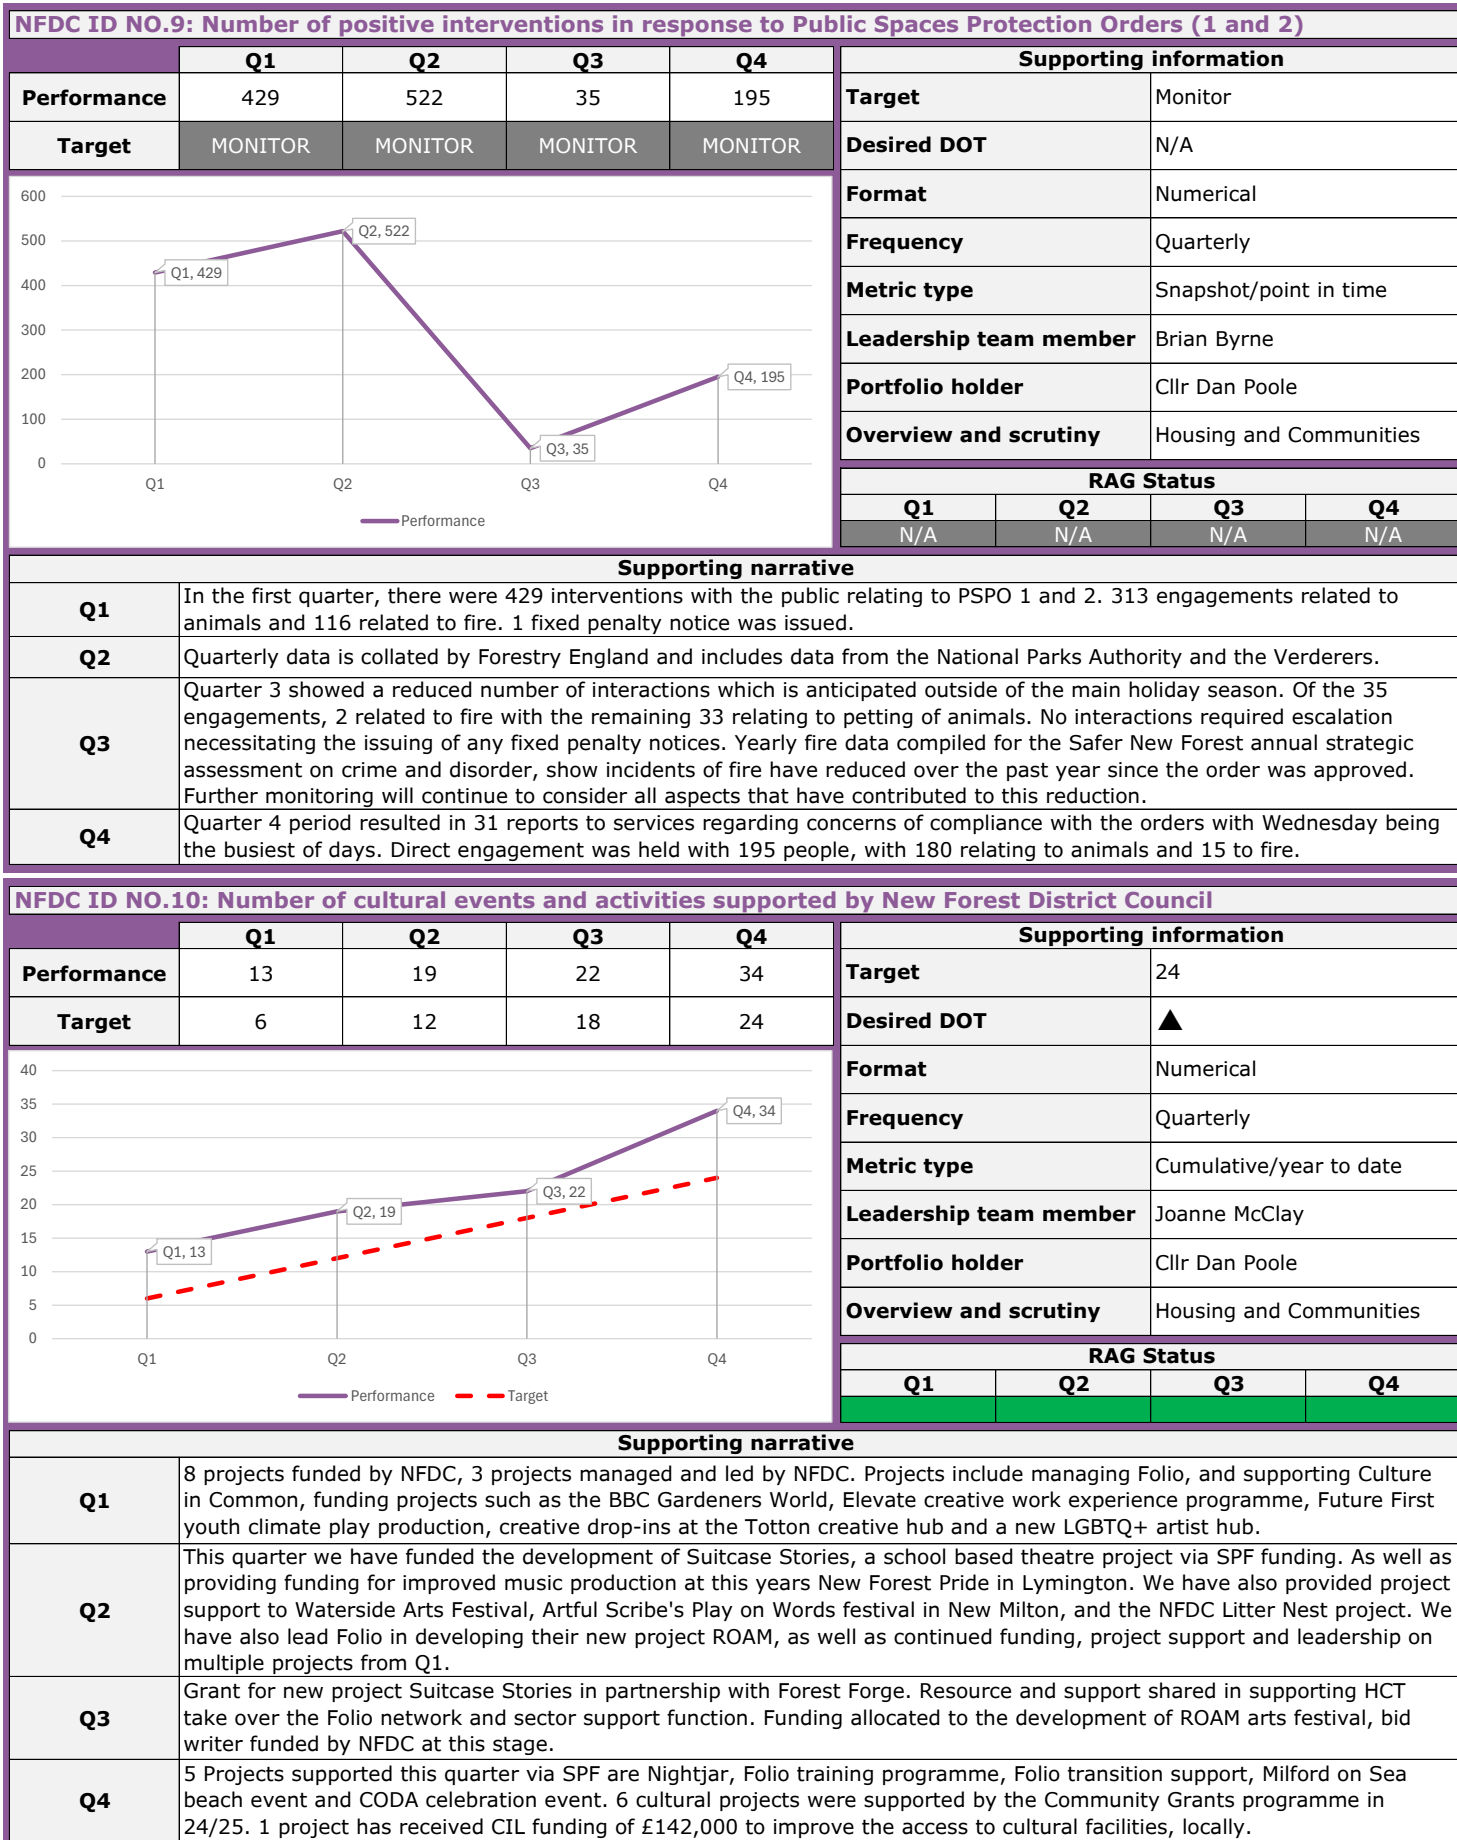 NFDC ID NO.9: Number of positive interventions in response to Public Spaces Protection Orders (1 and 2)
Q1 Q2 Q3 Q4
Performance 429 522 35 195
Target MONITOR MONITOR MONITOR MONITOR
600
500
400
300
200
100
0
Q1, 429
Q2, 522
Q3, 35
Q4, 195
Q1 Q2 Q3 Q4
Performance
Supporting information
Target Monitor
Desired DOT N/A
Format Numerical
Frequency Quarterly
Metric type Snapshot/point in time
Leadership team member Brian Byrne
Portfolio holder Cllr Dan Poole
Overview and scrutiny Housing and Communities
RAG Status
Q1 Q2 Q3 Q4
N/A N/A N/A N/A
Supporting narrative
Q1
In the first quarter, there were 429 interventions with the public relating to PSPO 1 and 2. 313 engagements related to
animals and 116 related to fire. 1 fixed penalty notice was issued.
Q2
Quarterly data is collated by Forestry England and includes data from the National Parks Authority and the Verderers.
Q3
Quarter 3 showed a reduced number of interactions which is anticipated outside of the main holiday season. Of the 35
engagements, 2 related to fire with the remaining 33 relating to petting of animals. No interactions required escalation
necessitating the issuing of any fixed penalty notices. Yearly fire data compiled for the Safer New Forest annual strategic
assessment on crime and disorder, show incidents of fire have reduced over the past year since the order was approved.
Further monitoring will continue to consider all aspects that have contributed to this reduction.
Q4
Quarter 4 period resulted in 31 reports to services regarding concerns of compliance with the orders with Wednesday being
the busiest of days. Direct engagement was held with 195 people, with 180 relating to animals and 15 to fire.
NFDC ID NO.10: Number of cultural events and activities supported by New Forest District Council
Q1 Q2 Q3 Q4
Performance 13 19 22 34
Target 6 12 18 24
40
35
30
25
20
15
10
5
0
Q1, 13
Q2, 19
Q3, 22
Q4, 34
Q1 Q2 Q3 Q4
Performance Target
Supporting information
Target 24
Desired DOT ▲
Format Numerical
Frequency Quarterly
Metric type Cumulative/year to date
Leadership team member Joanne McClay
Portfolio holder Cllr Dan Poole
Overview and scrutiny Housing and Communities
RAG Status
Q1 Q2 Q3 Q4
Supporting narrative
Q1
8 projects funded by NFDC, 3 projects managed and led by NFDC. Projects include managing Folio, and supporting Culture
in Common, funding projects such as the BBC Gardeners World, Elevate creative work experience programme, Future First
youth climate play production, creative drop-ins at the Totton creative hub and a new LGBTQ+ artist hub.
Q2
This quarter we have funded the development of Suitcase Stories, a school based theatre project via SPF funding. As well as
providing funding for improved music production at this years New Forest Pride in Lymington. We have also provided project
support to Waterside Arts Festival, Artful Scribe's Play on Words festival in New Milton, and the NFDC Litter Nest project. We
have also lead Folio in developing their new project ROAM, as well as continued funding, project support and leadership on
multiple projects from Q1.
Q3
Grant for new project Suitcase Stories in partnership with Forest Forge. Resource and support shared in supporting HCT
take over the Folio network and sector support function. Funding allocated to the development of ROAM arts festival, bid
writer funded by NFDC at this stage.
Q4
5 Projects supported this quarter via SPF are Nightjar, Folio training programme, Folio transition support, Milford on Sea
beach event and CODA celebration event. 6 cultural projects were supported by the Community Grants programme in
24/25. 1 project has received CIL funding of £142,000 to improve the access to cultural facilities, locally.